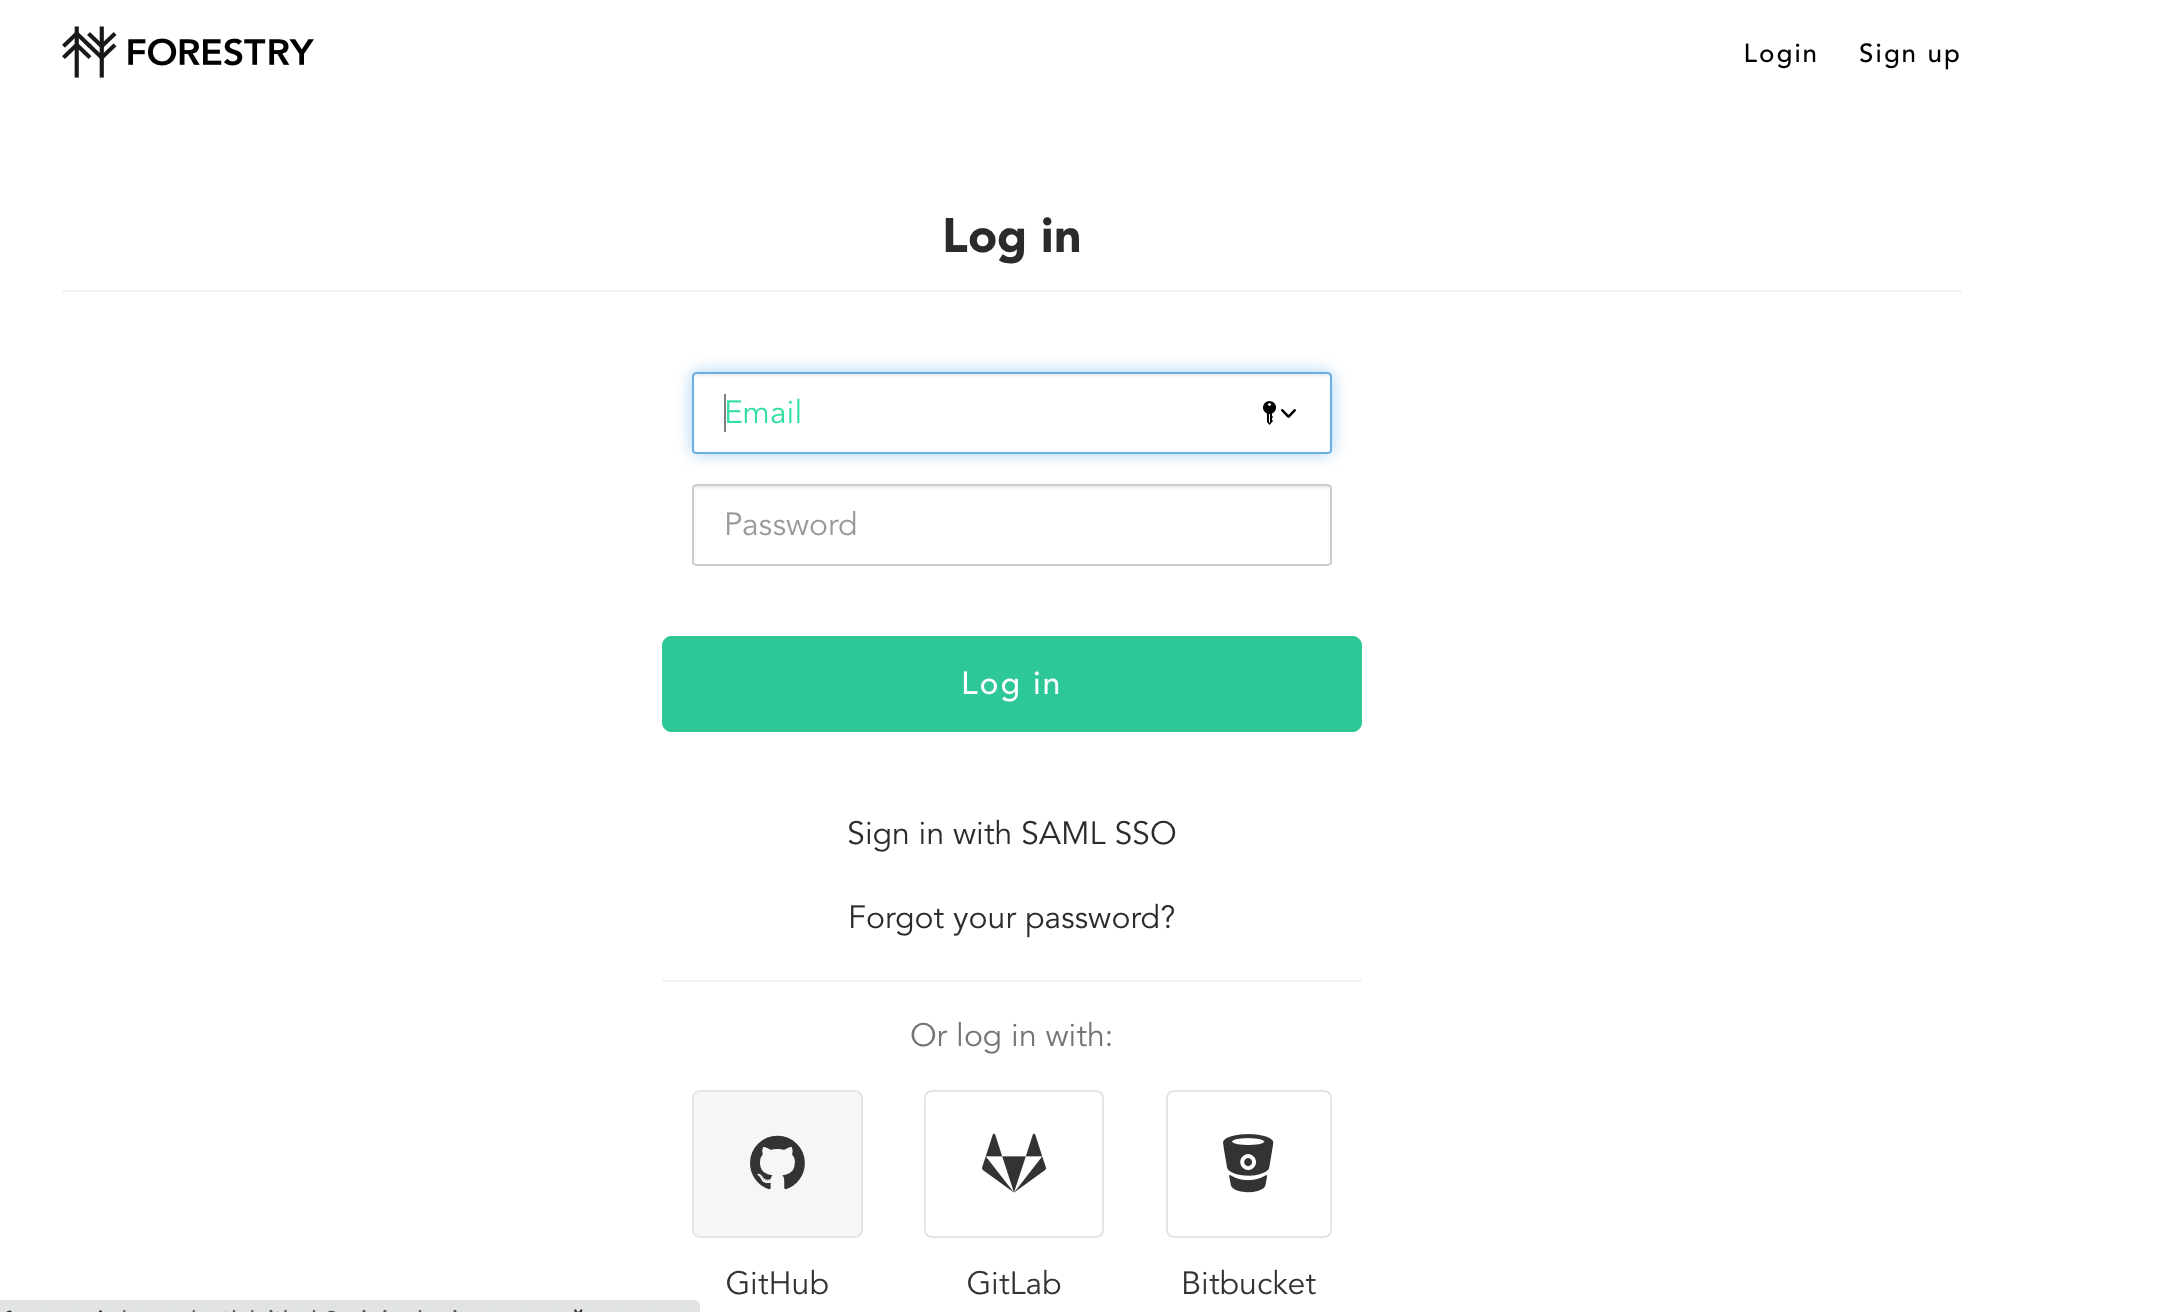 FORESTRY
Login Sign up
Log in
Email
Password
Log in
Sign in with SAML SSO
Forgot your password?
Or log in with:
GitHub GitLab Bitbucket